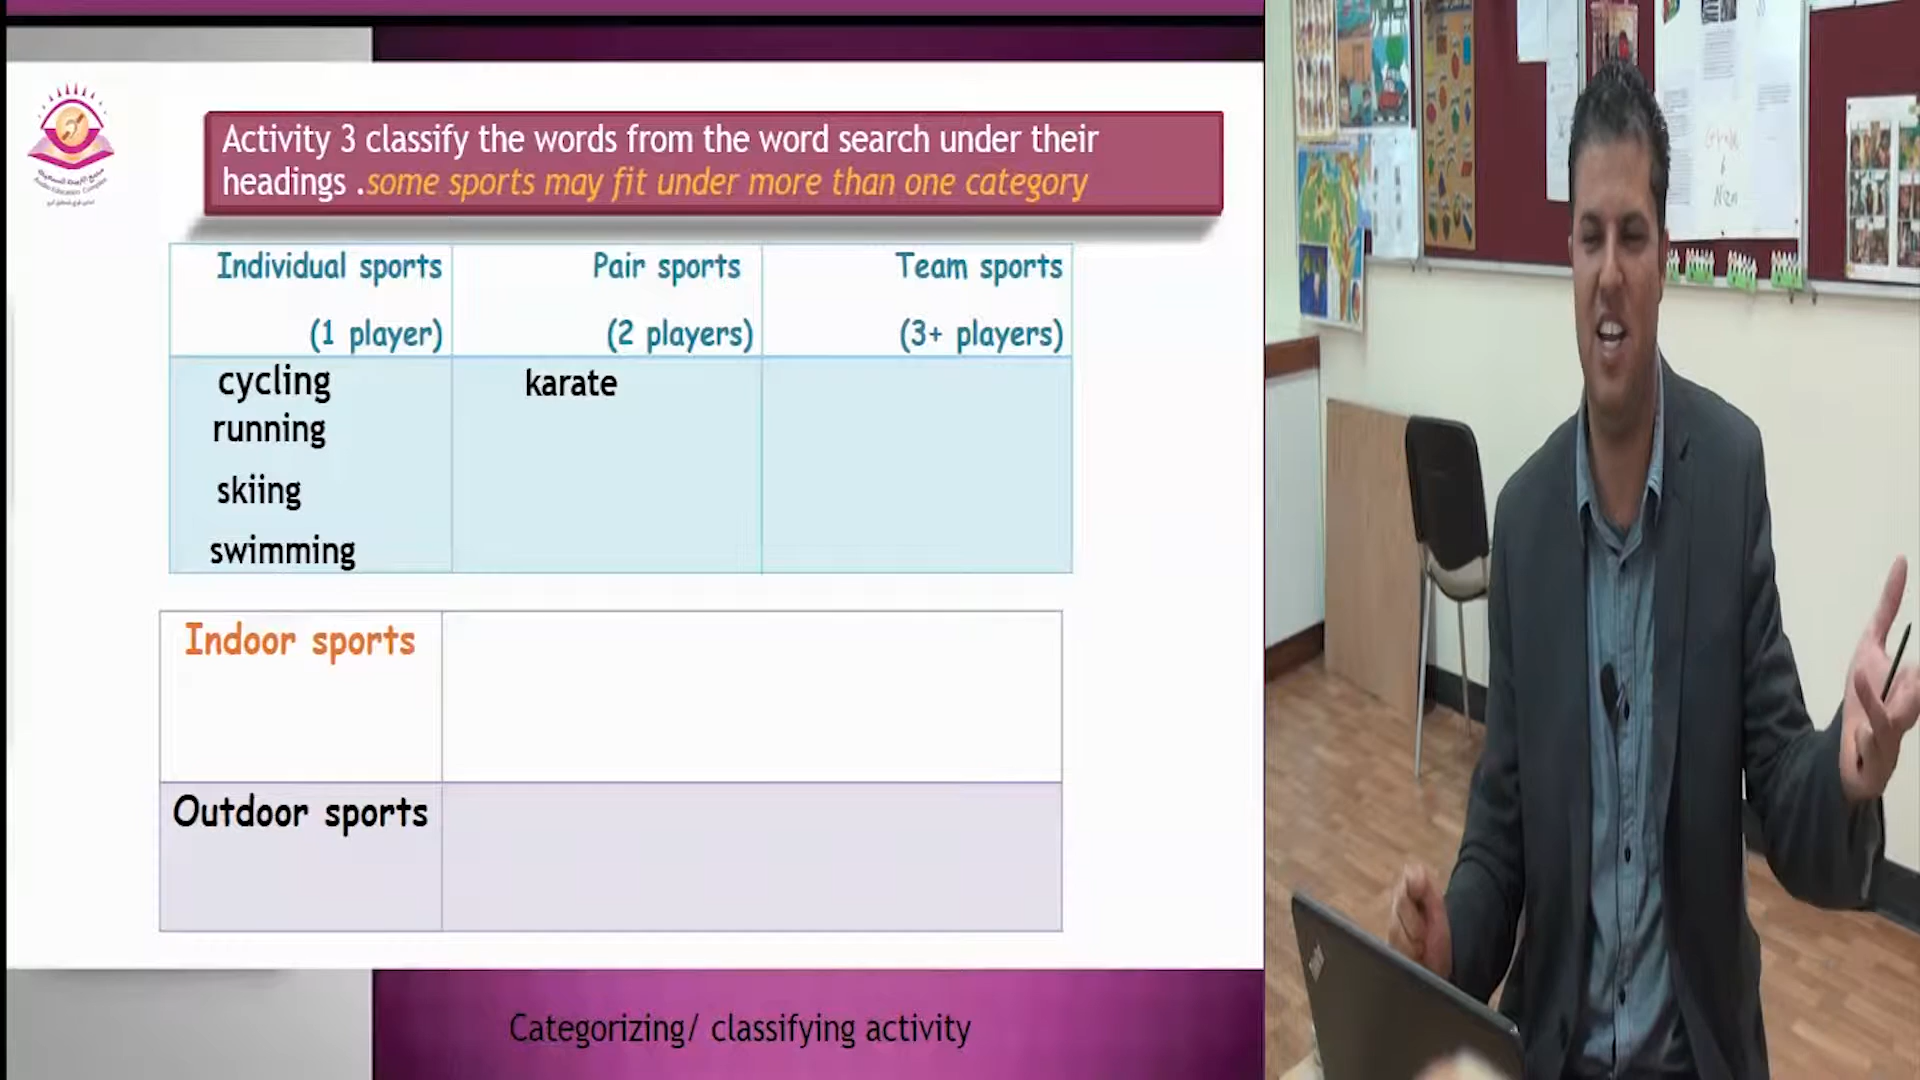 Activity 3 classify the words from the word search under their
headings .some sports may fit under more than one category
Individual sports
(1 player)
Pair sports
(2 players)
Team sports
(3+ players)
cycling
running
skiing
swimming
karate
Indoor sports
Outdoor sports
Categorizing/ classifying activity